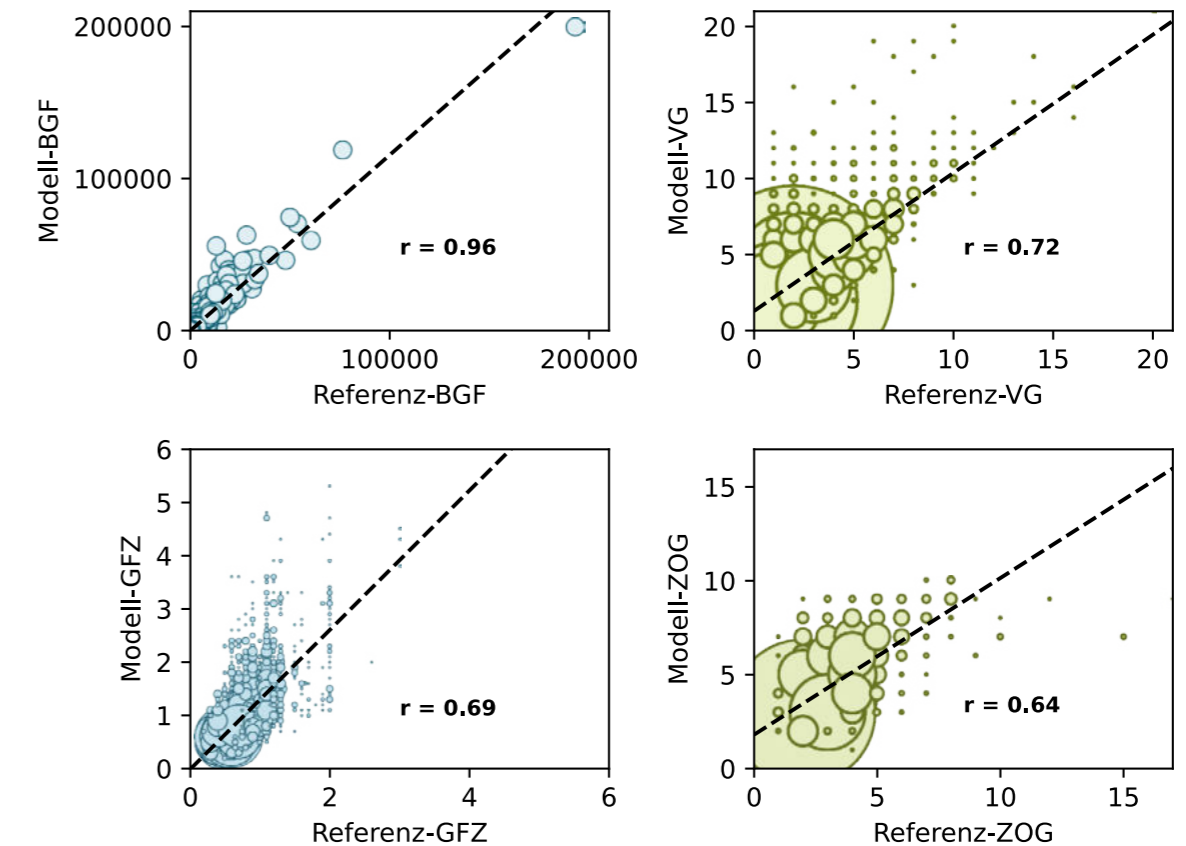 200000
100000
0
0
100000
200000
Modell-BGF
Referenz-BGF
r = 0.96
20
15
10
5
0
0
5
10
15
20
Modell-VG
Referenz-VG
r = 0.72
6
5
4
3
2
1
0
0
2
4
6
Modell-GFZ
Referenz-GFZ
r = 0.69
15
10
5
0
0
5
10
15
Modell-ZOG
Referenz-ZOG
r = 0.64